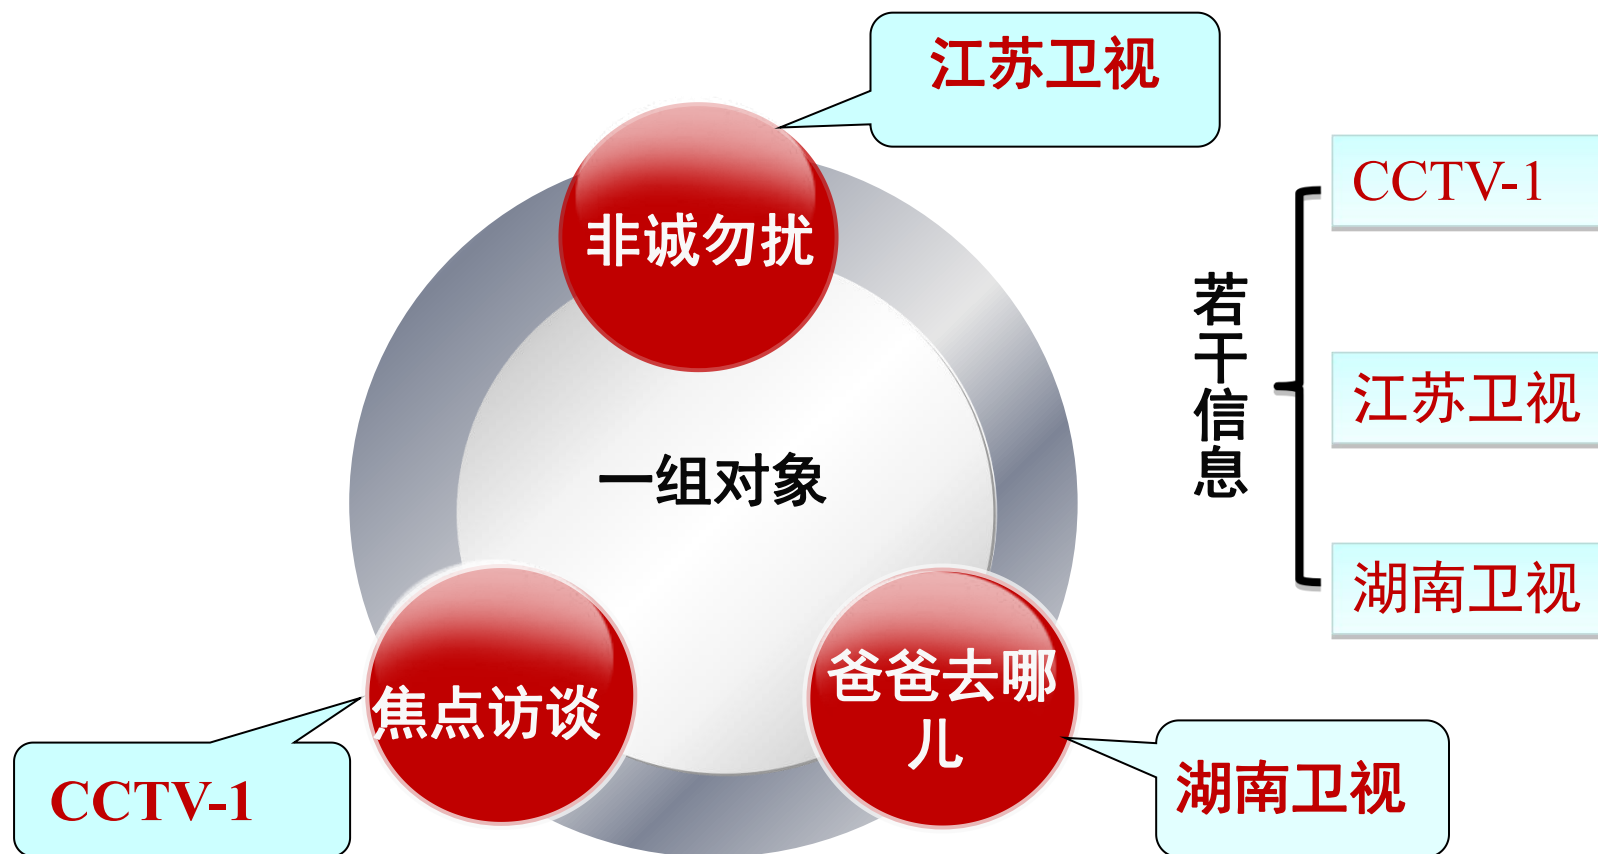 江苏卫视
非诚勿扰
一组对象
焦点访谈
CCTV-1
爸爸去哪
儿
湖南卫视
若干信息
CCTV-1
江苏卫视
湖南卫视